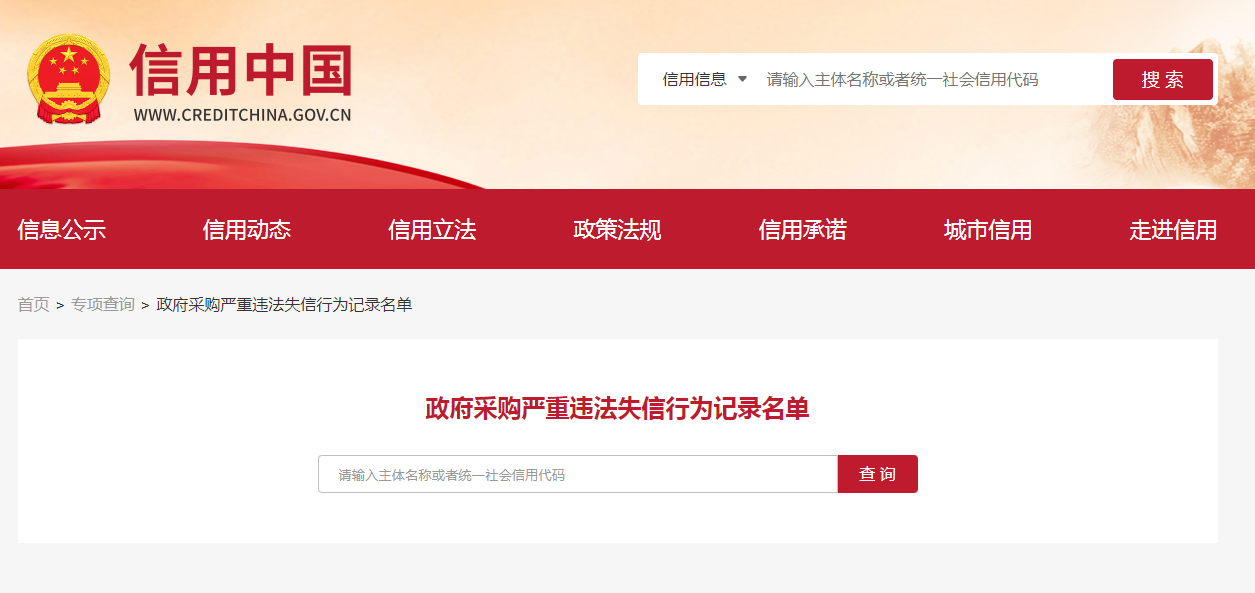 信用中国
WWW.CREDITCHINA.GOV.CN
信用信息 请输入主体名称或者统一社会信用代码 搜 索
信息公示 信用动态 信用立法 政策法规 信用承诺 城市信用 走进信用
首页 > 专项查询 > 政府采购严重违法失信行为记录名单
政府采购严重违法失信行为记录名单
请输入主体名称或者统一社会信用代码 查 询